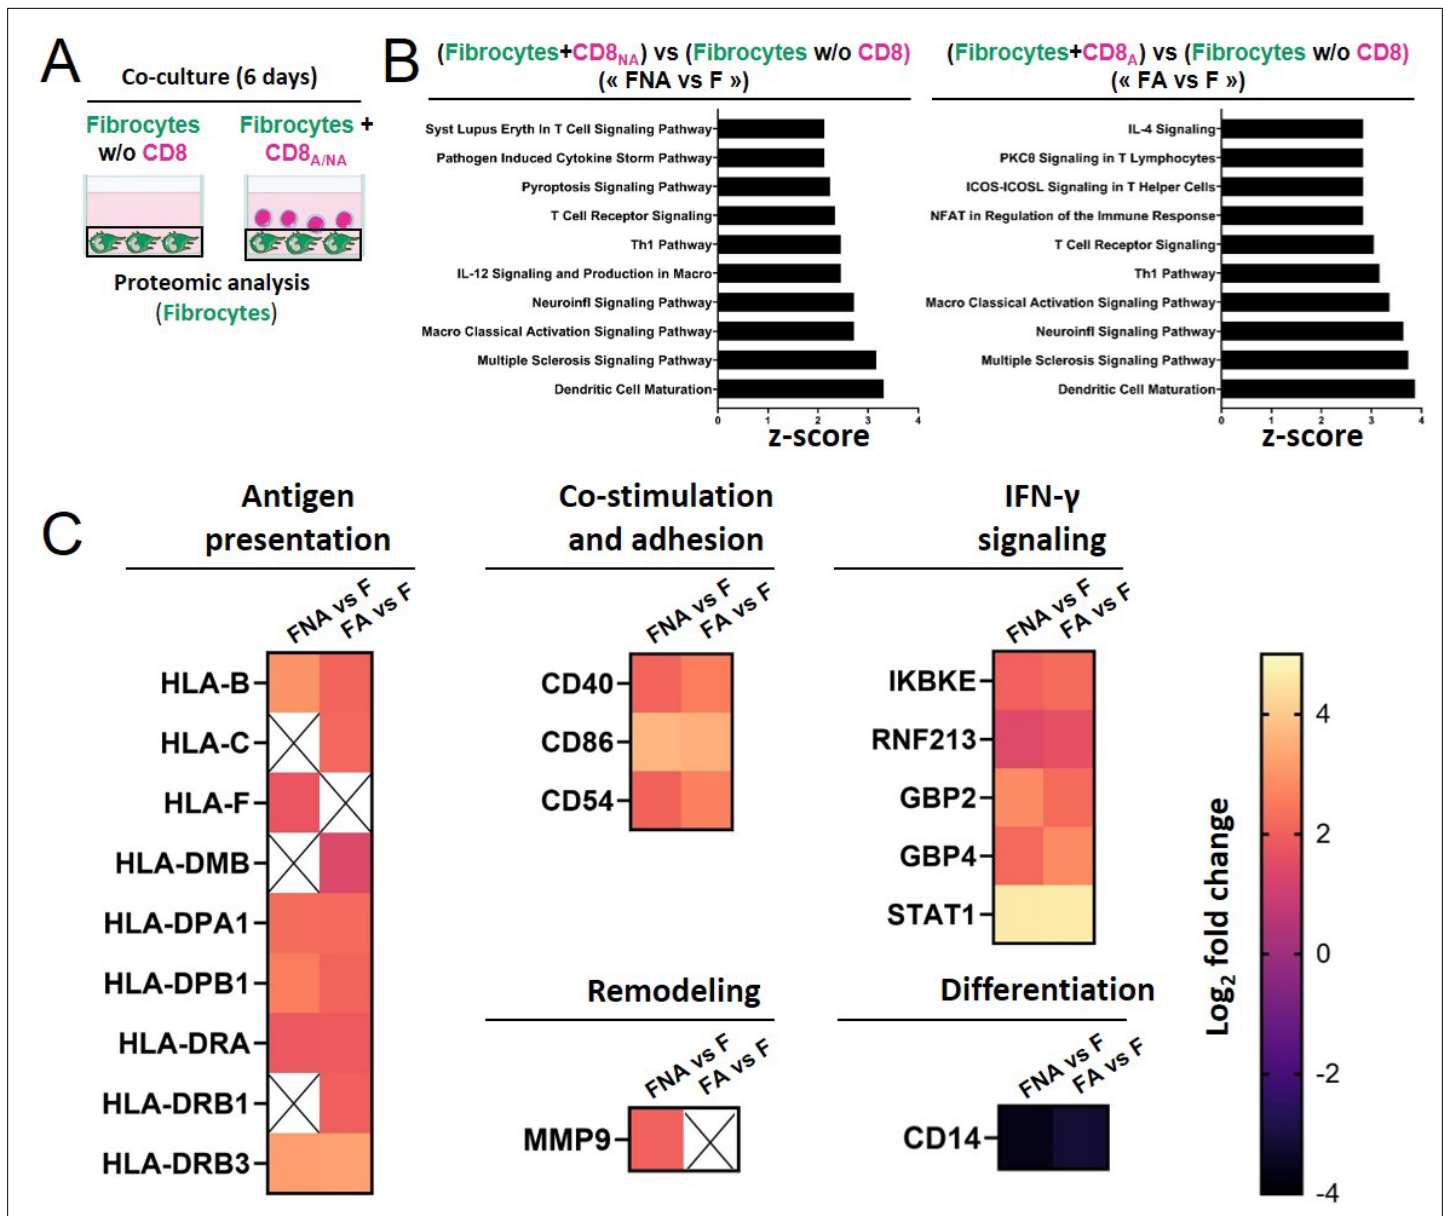 A
Co-culture (6 days)
Fibrocytes
w/o CD8
Fibrocytes +
CD8A/NA
Proteomic analysis
(Fibrocytes)
B
(Fibrocytes+CD8NA) vs (Fibrocytes w/o CD8)
(« FNA vs F »)
Syst Lupus Eryth In T Cell Signaling Pathway
Pathogen Induced Cytokine Storm Pathway
Pyroptosis Signaling Pathway
T Cell Receptor Signaling
Th1 Pathway
IL-12 Signaling and Production in Macro
Neuroinfl Signaling Pathway
Macro Classical Activation Signaling Pathway
Multiple Sclerosis Signaling Pathway
Dendritic Cell Maturation
0 1 2 3 4
z-score
(Fibrocytes+CD8A) vs (Fibrocytes w/o CD8)
(« FA vs F »)
IL-4 Signaling
PKCθ Signaling in T Lymphocytes
ICOS-ICOSL Signaling in T Helper Cells
NFAT in Regulation of the Immune Response
T Cell Receptor Signaling
Th1 Pathway
Macro Classical Activation Signaling Pathway
Neuroinfl Signaling Pathway
Multiple Sclerosis Signaling Pathway
Dendritic Cell Maturation
0 1 2 3 4
z-score
C
Antigen
presentation
FNA vs F
FA vs F
HLA-B
HLA-C
HLA-F
HLA-DMB
HLA-DPA1
HLA-DPB1
HLA-DRA
HLA-DRB1
HLA-DRB3
Co-stimulation
and adhesion
FNA vs F
FA vs F
CD40
CD86
CD54
IFN-γ
signaling
FNA vs F
FA vs F
IKBKE
RNF213
GBP2
GBP4
STAT1
Remodeling
FNA vs F
FA vs F
MMP9
Differentiation
FNA vs F
FA vs F
CD14
Log2 fold change
4
2
0
-2
-4